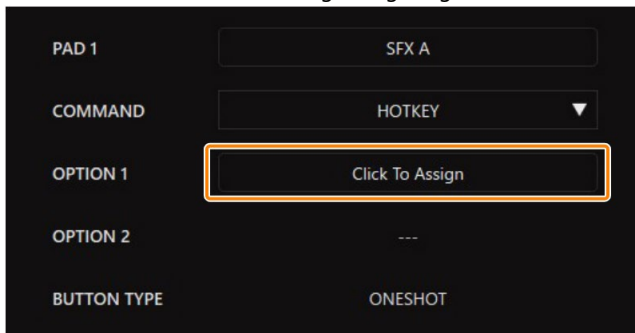 PAD 1 SFX A
COMMAND HOTKEY ▼
OPTION 1 Click To Assign
OPTION 2 ---
BUTTON TYPE ONESHOT